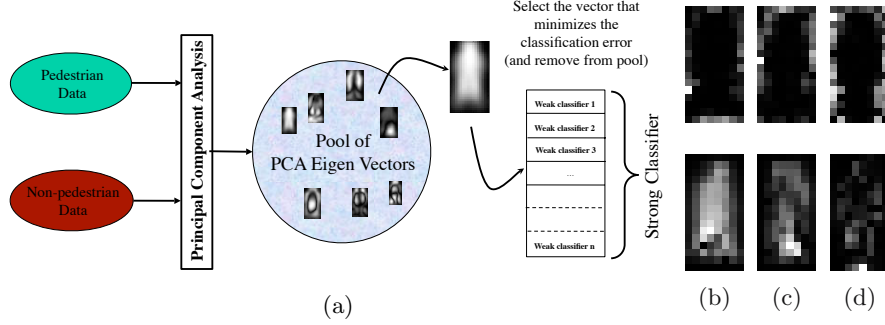 Pedestrian
Data
Non-pedestrian
Data
Principal Component Analysis
Pool of
PCA Eigen Vectors
Select the vector that
minimizes the
classification error
(and remove from pool)
Weak classifier 1
Weak classifier 2
Weak classifier 3
...
Weak classifier n
Strong Classifier
(a)
(b)
(c)
(d)